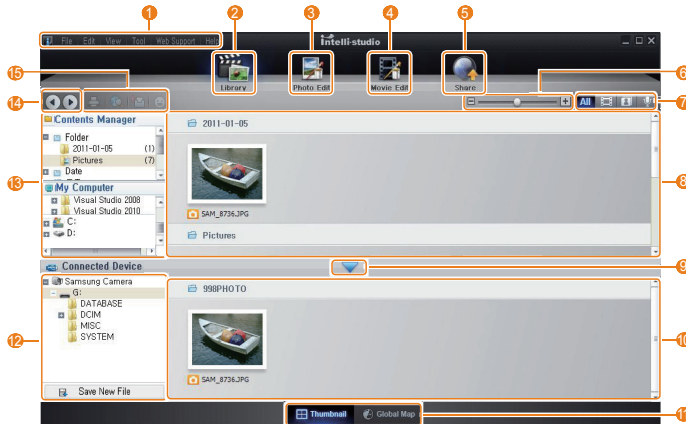 1 2 3 4 5
File Edit View Tool Web Support Help
intelli-studio
Library Photo Edit Movie Edit Share
15 6
14 All 7
Contents Manager
Folder
2011-01-05 (1)
Pictures (7)
Date
2011-01-05
SAM_8736.JPG
Pictures
13 8
My Computer
Visual Studio 2008
Visual Studio 2010
C:
D:
Connected Device 9
Samsung Camera
G:
DATABASE
DCIM
MISC
SYSTEM
998PHOTO
SAM_8736.JPG
12 10
Save New File
Thumbnail Global Map 11